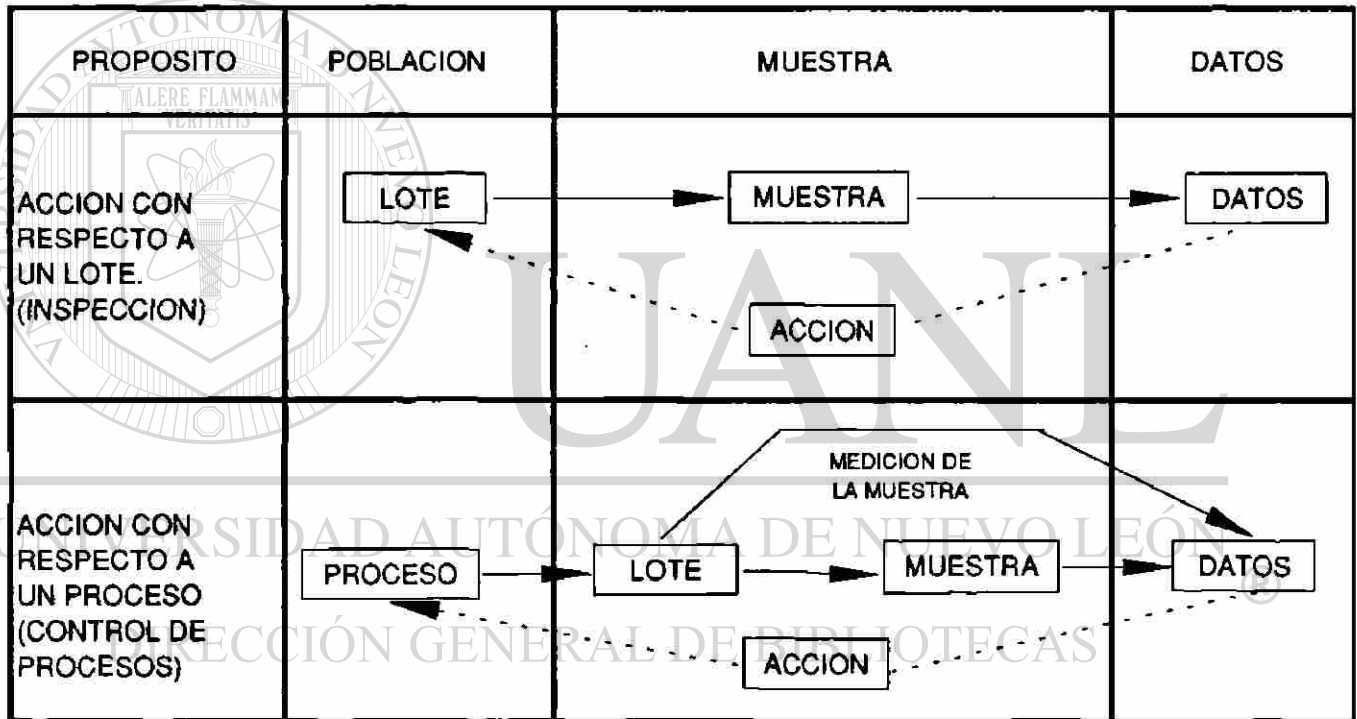 PROPOSITO POBLACION MUESTRA DATOS
ALERE FLAMMAM
VERITATIS
ACCION CON
RESPECTO A
UN LOTE.
(INSPECCION)
LOTE MUESTRA DATOS
ACCION
UANL
MEDICION DE
LA MUESTRA
ACCION CON
RESPECTO A
UN PROCESO
(CONTROL DE
PROCESOS)
PROCESO LOTE MUESTRA DATOS
ACCION
UNIVERSIDAD AUTÓNOMA DE NUEVO LEÓN
®
DIRECCIÓN GENERAL DE BIBLIOTECAS